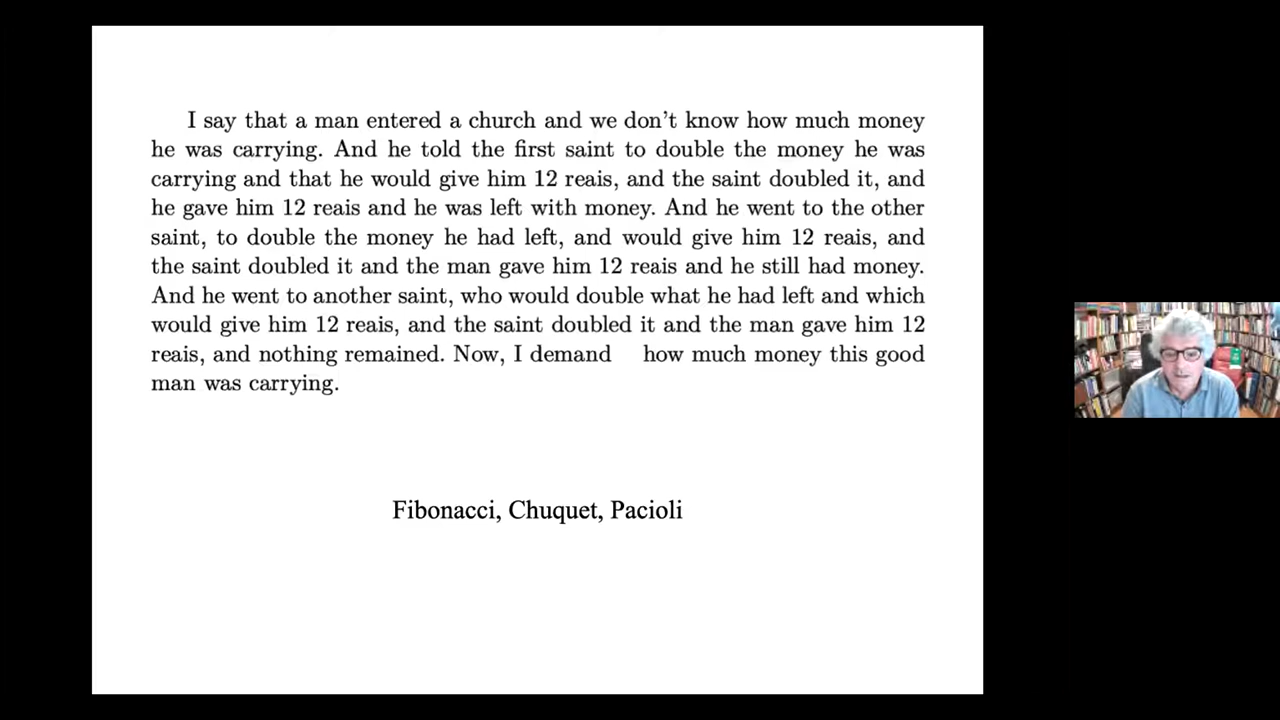 I say that a man entered a church and we don't know how much money
he was carrying. And he told the first saint to double the money he was
carrying and that he would give him 12 reais, and the saint doubled it, and
he gave him 12 reais and he was left with money. And he went to the other
saint, to double the money he had left, and would give him 12 reais, and
the saint doubled it and the man gave him 12 reais and he still had money.
And he went to another saint, who would double what he had left and which
would give him 12 reais, and the saint doubled it and the man gave him 12
reais, and nothing remained. Now, I demand how much money this good
man was carrying.
Fibonacci, Chuquet, Pacioli